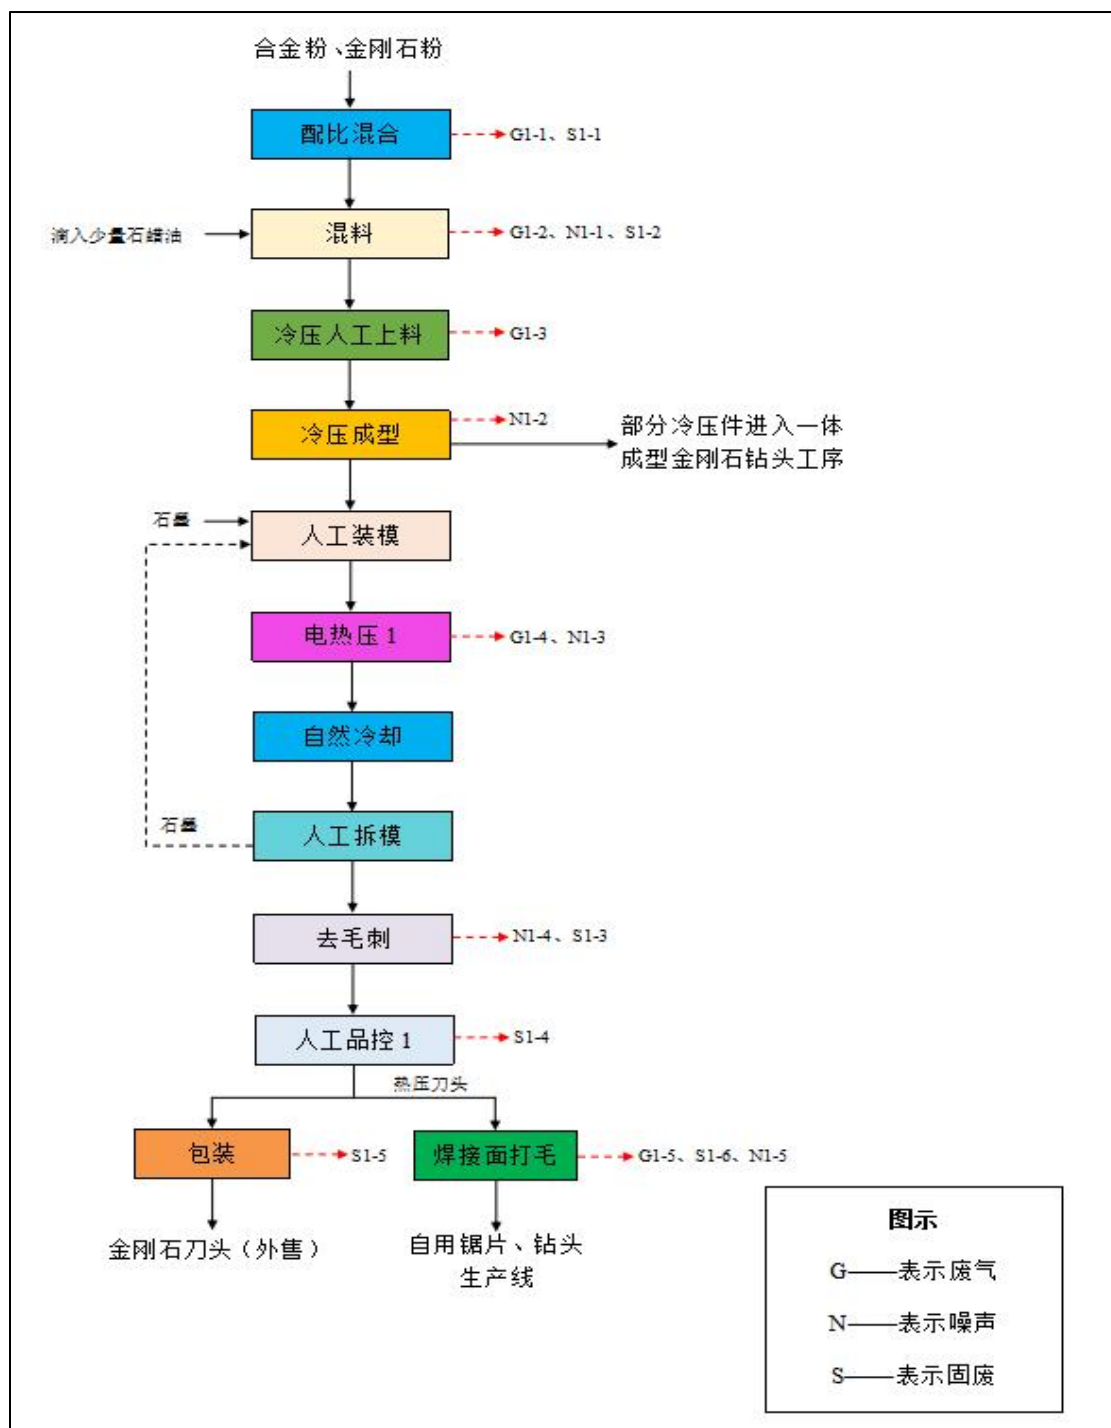 合金粉、金刚石粉
配比混合
G1-1、S1-1
滴入少量石蜡油
混料
G1-2、N1-1、S1-2
冷压人工上料
G1-3
冷压成型
N1-2
部分冷压件进入一体
成型金刚石钻头工序
石墨
人工装模
电热压 1
G1-4、N1-3
自然冷却
石墨
人工拆模
去毛刺
N1-4、S1-3
人工品控 1
S1-4
热压刀头
包装
S1-5
焊接面打毛
G1-5、S1-6、N1-5
金刚石刀头（外售）
自用锯片、钻头
生产线
图示
G——表示废气
N——表示噪声
S——表示固废